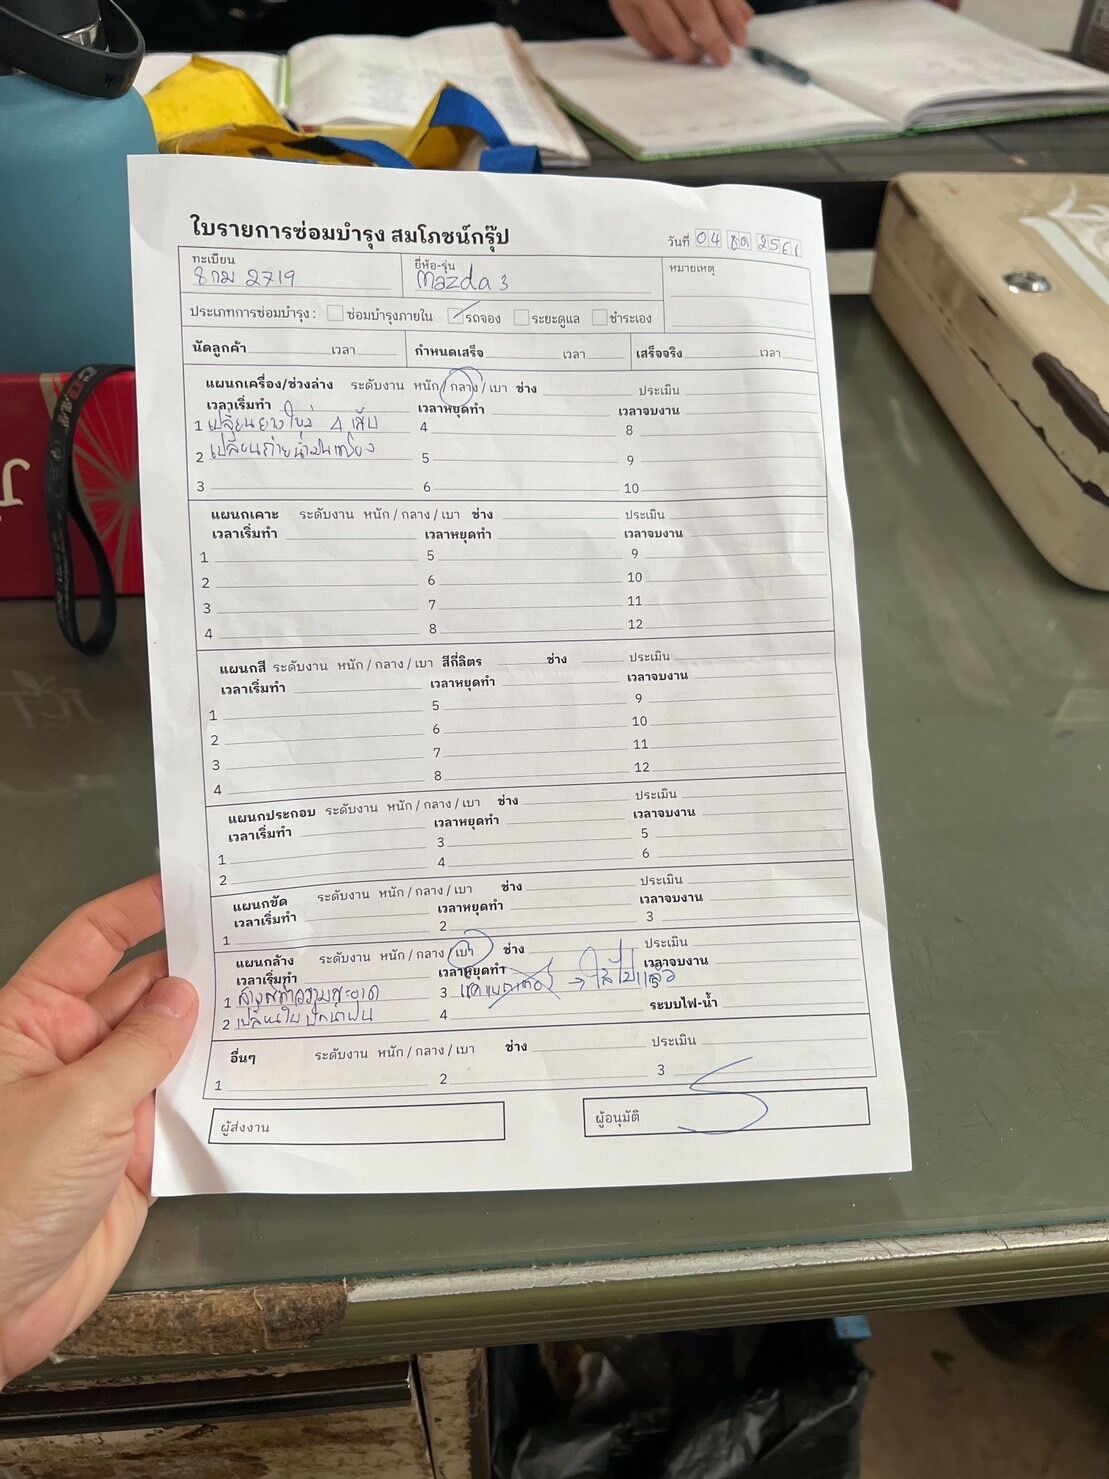 ใบรายการซ่อมบำรุง สมโภชน์กรุ๊ป
วันที่ 04 ตค 2561
ทะเบียน 8 กม 2719
ยี่ห้อ-รุ่น Mazda 3
หมายเหตุ
ประเภทการซ่อมบำรุง : ซ่อมบำรุงภายใน รถจอง ระยะดูแล ชำระเอง
นัดลูกค้า เวลา กำหนดเสร็จ เวลา เสร็จจริง เวลา
แผนกเครื่อง/ช่วงล่าง ระดับงาน หนัก / กลาง / เบา ช่าง ประเมิน
เวลาเริ่มทำ เวลาหยุดทำ เวลาจบงาน
1 เปลี่ยนยางใหม่ 4 เส้น 4 8
2 เปลี่ยนถ่ายน้ำมันเครื่อง 5 9
3 6 10
แผนกเคาะ ระดับงาน หนัก / กลาง / เบา ช่าง ประเมิน
เวลาเริ่มทำ เวลาหยุดทำ เวลาจบงาน
1 5 9
2 6 10
3 7 11
4 8 12
แผนกสี ระดับงาน หนัก / กลาง / เบา สีกี่ลิตร ช่าง ประเมิน
เวลาเริ่มทำ เวลาหยุดทำ เวลาจบงาน
1 5 9
2 6 10
3 7 11
4 8 12
แผนกประกอบ ระดับงาน หนัก / กลาง / เบา ช่าง ประเมิน
เวลาเริ่มทำ เวลาหยุดทำ เวลาจบงาน
1 3 5
2 4 6
แผนกขัด ระดับงาน หนัก / กลาง / เบา ช่าง ประเมิน
เวลาเริ่มทำ เวลาหยุดทำ เวลาจบงาน
1 2 3
แผนกล้าง ระดับงาน หนัก / กลาง / เบา ช่าง ประเมิน
เวลาเริ่มทำ เวลาหยุดทำ เวลาจบงาน
1 ล้างทำความสะอาด 3 → ใส่ไปแล้ว
2 เปลี่ยนใบปัดน้ำฝน 4 ระบบไฟ-น้ำ
อื่นๆ ระดับงาน หนัก / กลาง / เบา ช่าง ประเมิน
1 2 3
ผู้ส่งงาน ผู้อนุมัติ